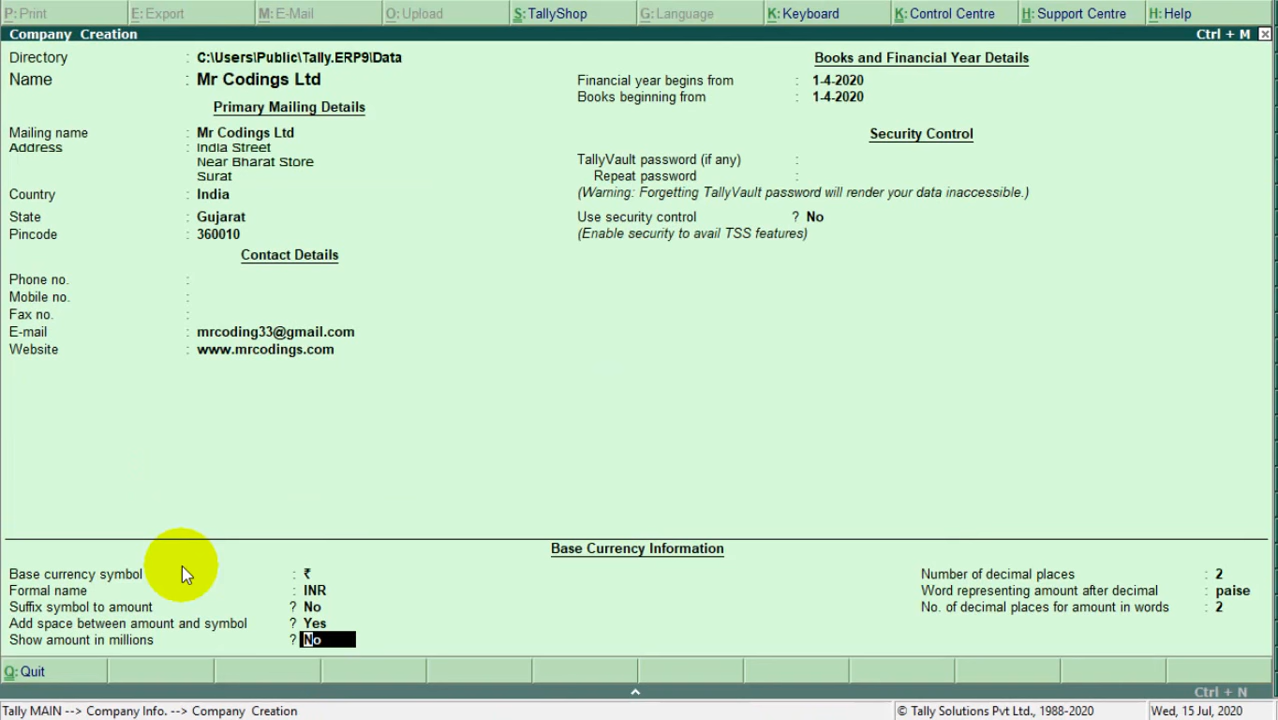 P: Print E: Export M: E-Mail O: Upload S: TallyShop G: Language K: Keyboard K: Control Centre H: Support Centre H: Help
Company Creation Ctrl + M
Directory : C:\Users\Public\Tally.ERP9\Data
Name : Mr Codings Ltd
Primary Mailing Details
Mailing name : Mr Codings Ltd
Address : India Street
Near Bharat Store
Surat
Country : India
State : Gujarat
Pincode : 360010
Contact Details
Phone no. :
Mobile no. :
Fax no. :
E-mail : mrcoding33@gmail.com
Website : www.mrcodings.com
Books and Financial Year Details
Financial year begins from : 1-4-2020
Books beginning from : 1-4-2020
Security Control
TallyVault password (if any) :
Repeat password :
(Warning: Forgetting TallyVault password will render your data inaccessible.)
Use security control ? No
(Enable security to avail TSS features)
Base Currency Information
Base currency symbol : ₹
Formal name : INR
Suffix symbol to amount ? No
Add space between amount and symbol ? Yes
Show amount in millions ? No
Number of decimal places : 2
Word representing amount after decimal : paise
No. of decimal places for amount in words : 2
Q: Quit
Ctrl + N
Tally MAIN --> Company Info. --> Company Creation © Tally Solutions Pvt Ltd., 1988-2020 Wed, 15 Jul, 2020